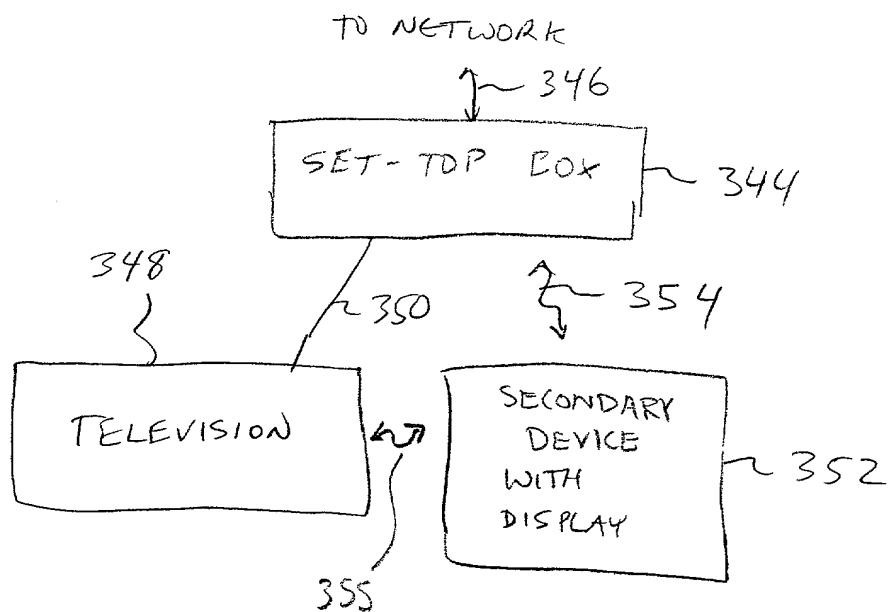 TO NETWORK
346
SET-TOP BOX
344
348
350
354
TELEVISION
SECONDARY
DEVICE
WITH
DISPLAY
352
355